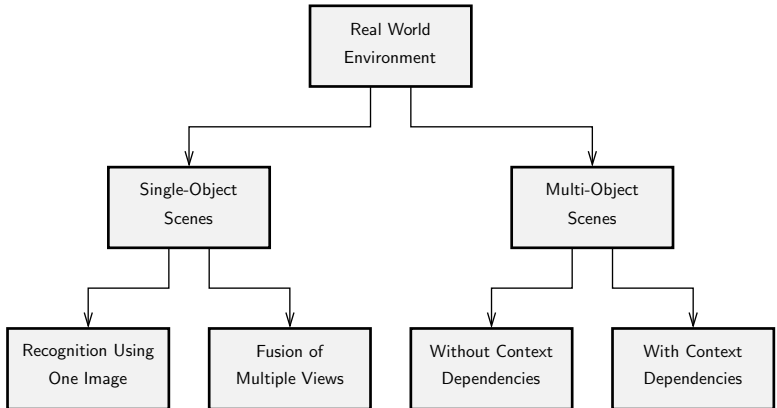 Real World
Environment
Single-Object
Scenes
Multi-Object
Scenes
Recognition Using
One Image
Fusion of
Multiple Views
Without Context
Dependencies
With Context
Dependencies